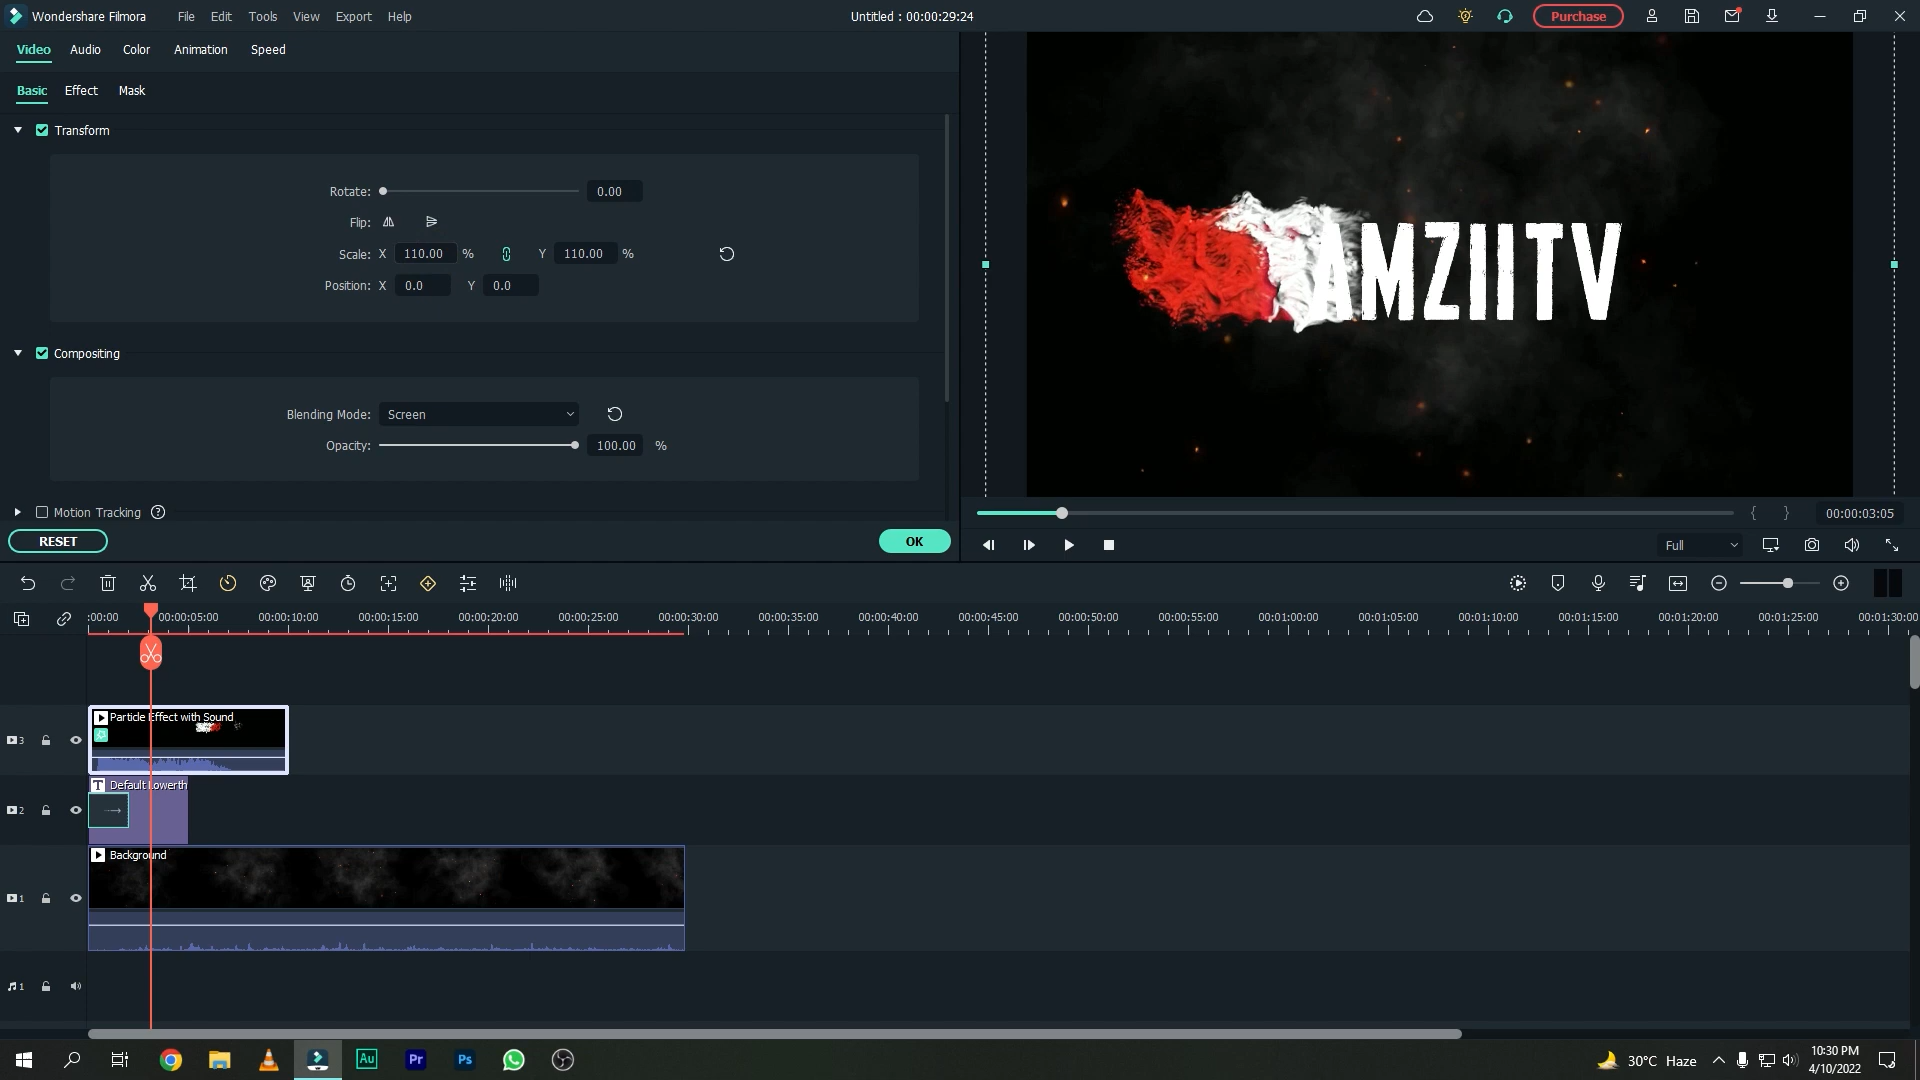 Wondershare Filmora File Edit Tools View Export Help Untitled : 00:00:29:24 Purchase
Video Audio Color Animation Speed
Basic Effect Mask
Transform
Rotate: 0.00
Flip:
Scale: X 110.00 % Y 110.00 %
Position: X 0.0 Y 0.0
Compositing
Blending Mode: Screen
Opacity: 100.00 %
Motion Tracking ?
RESET OK
AMZIITV
{ } 00:00:03:05
Full
:00:00 00:00:05:00 00:00:10:00 00:00:15:00 00:00:20:00 00:00:25:00 00:00:30:00 00:00:35:00 00:00:40:00 00:00:45:00 00:00:50:00 00:00:55:00 00:01:00:00 00:01:05:00 00:01:10:00 00:01:15:00 00:01:20:00 00:01:25:00 00:01:30:00
3 Particle Effect with Sound
2 T Default Lowerth
1 Background
1
Au Pr Ps 30°C Haze 10:30 PM
4/10/2022